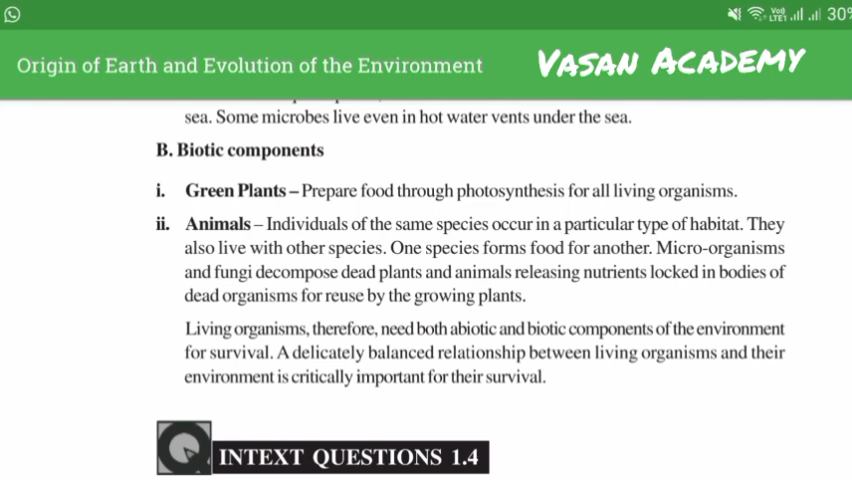 Vo))
LTE1
30%
Origin of Earth and Evolution of the Environment
VASAN ACADEMY
sea. Some microbes live even in hot water vents under the sea.
B. Biotic components
i. Green Plants – Prepare food through photosynthesis for all living organisms.
ii. Animals – Individuals of the same species occur in a particular type of habitat. They
also live with other species. One species forms food for another. Micro-organisms
and fungi decompose dead plants and animals releasing nutrients locked in bodies of
dead organisms for reuse by the growing plants.
Living organisms, therefore, need both abiotic and biotic components of the environment
for survival. A delicately balanced relationship between living organisms and their
environment is critically important for their survival.
INTEXT QUESTIONS 1.4